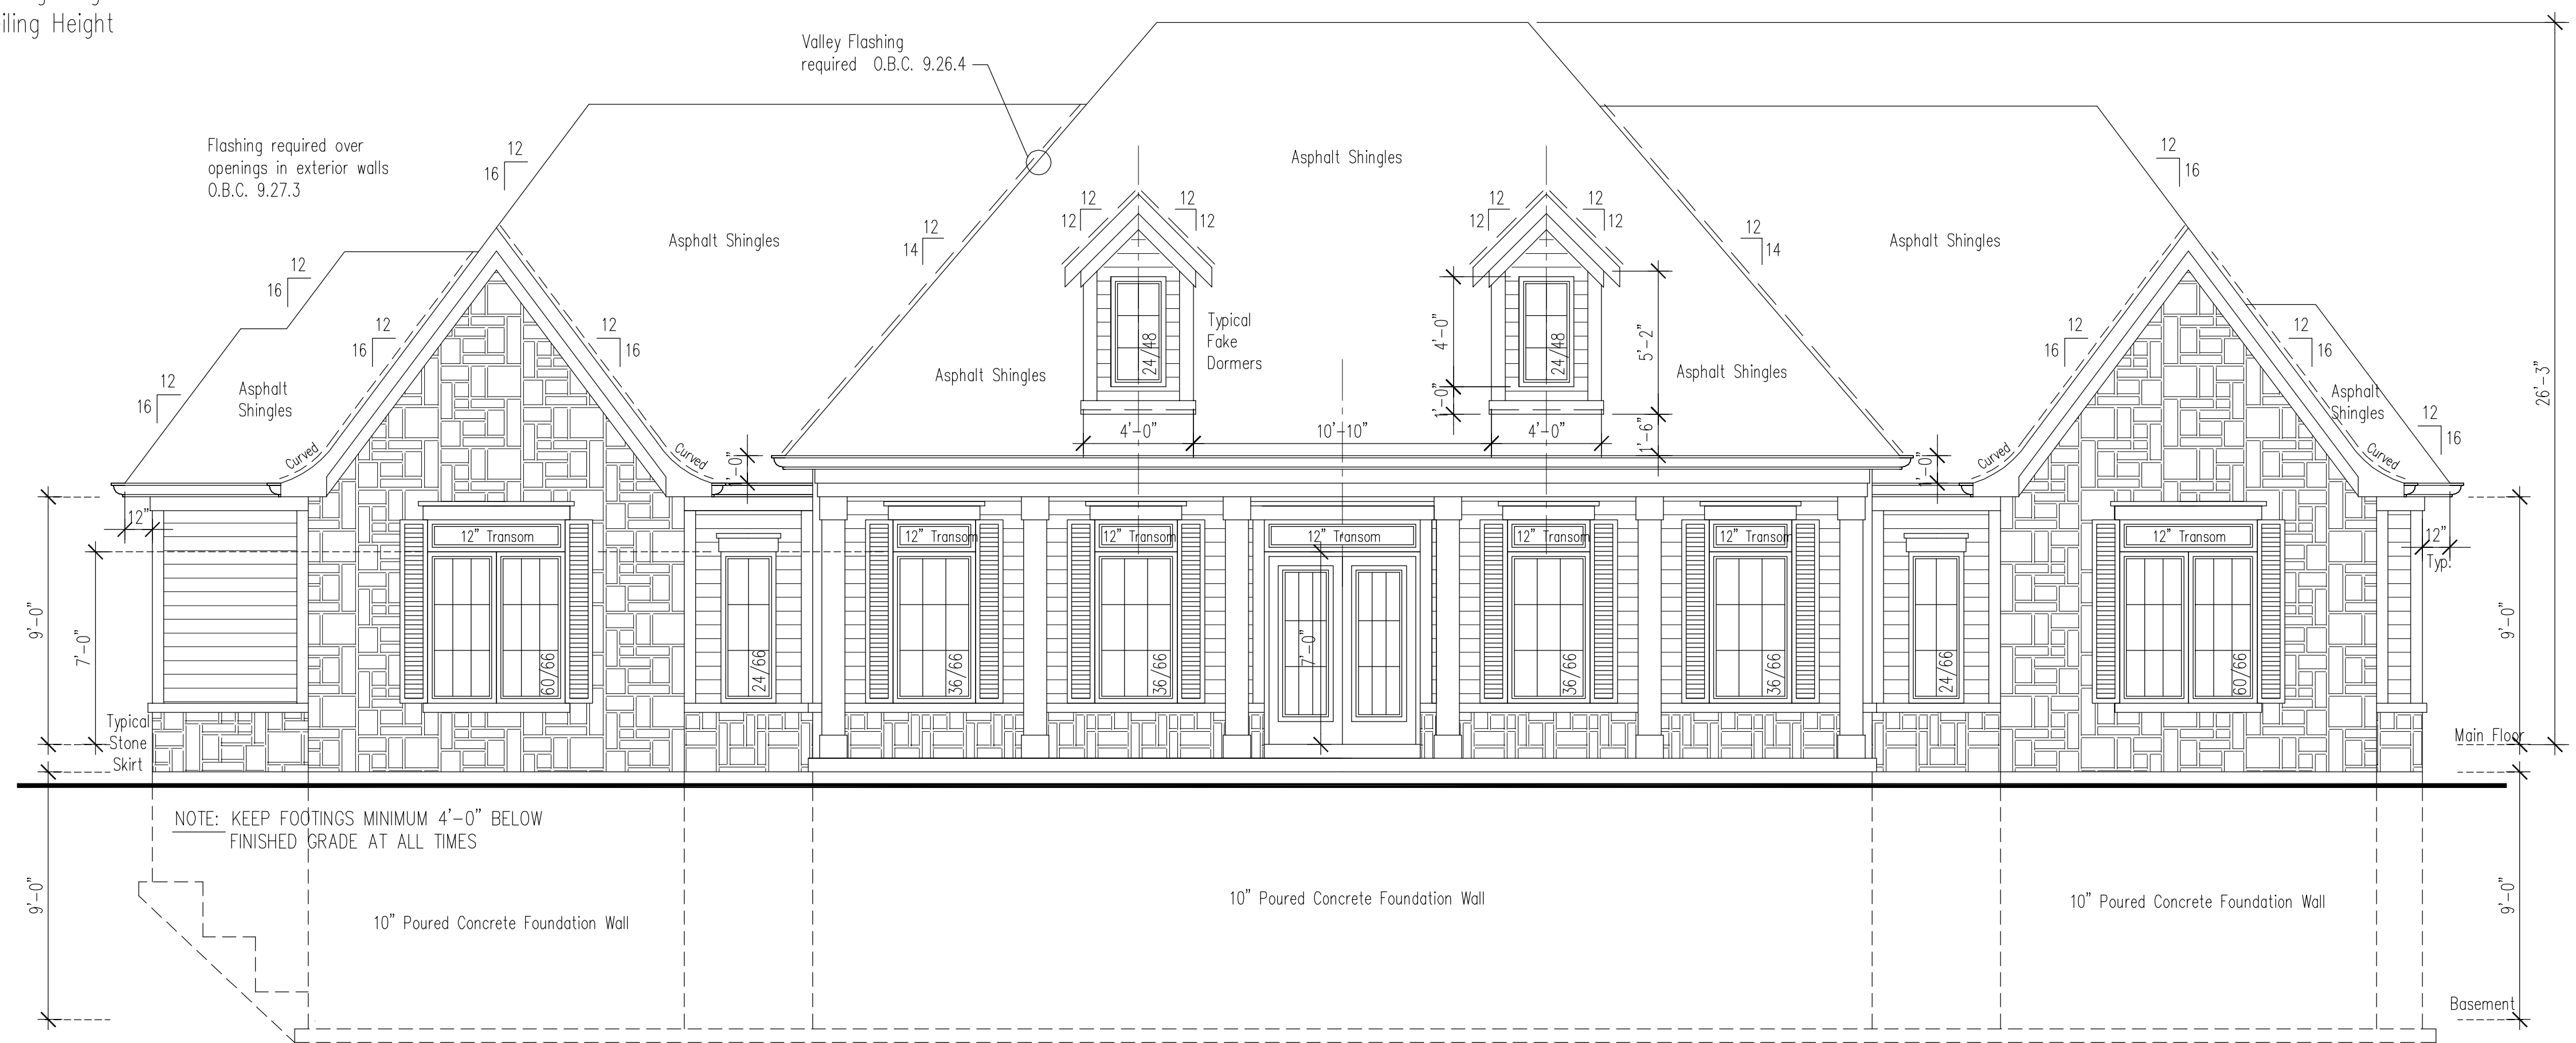 iling Height
Valley Flashing
required O.B.C. 9.26.4
Flashing required over
openings in exterior walls
O.B.C. 9.27.3
12
16
12
16
Asphalt Shingles
12
16
Asphalt Shingles
12
14
Asphalt Shingles
12
14
12
12
12
12
12
12
12
12
12
16
12
16
12
16
12
16
12
16
12
16
12
16
Asphalt
Shingles
Asphalt Shingles
Typical
Fake
Dormers
24/48
24/48
4'-0"
1'-0"
5'-2"
1'-6"
Asphalt Shingles
Asphalt
Shingles
26'-3"
4'-0"
10'-10"
4'-0"
Curved
Curved
Curved
Curved
1'-0"
1'-0"
12"
12"
Typ.
12" Transom
12" Transom
12" Transom
12" Transom
12" Transom
12" Transom
12" Transom
9'-0"
7'-0"
60/66
24/66
36/66
36/66
7'-0"
36/66
36/66
24/66
60/66
9'-0"
Typical
Stone
Skirt
Main Floor
NOTE: KEEP FOOTINGS MINIMUM 4'-0" BELOW
FINISHED GRADE AT ALL TIMES
9'-0"
10" Poured Concrete Foundation Wall
10" Poured Concrete Foundation Wall
10" Poured Concrete Foundation Wall
9'-0"
Basement